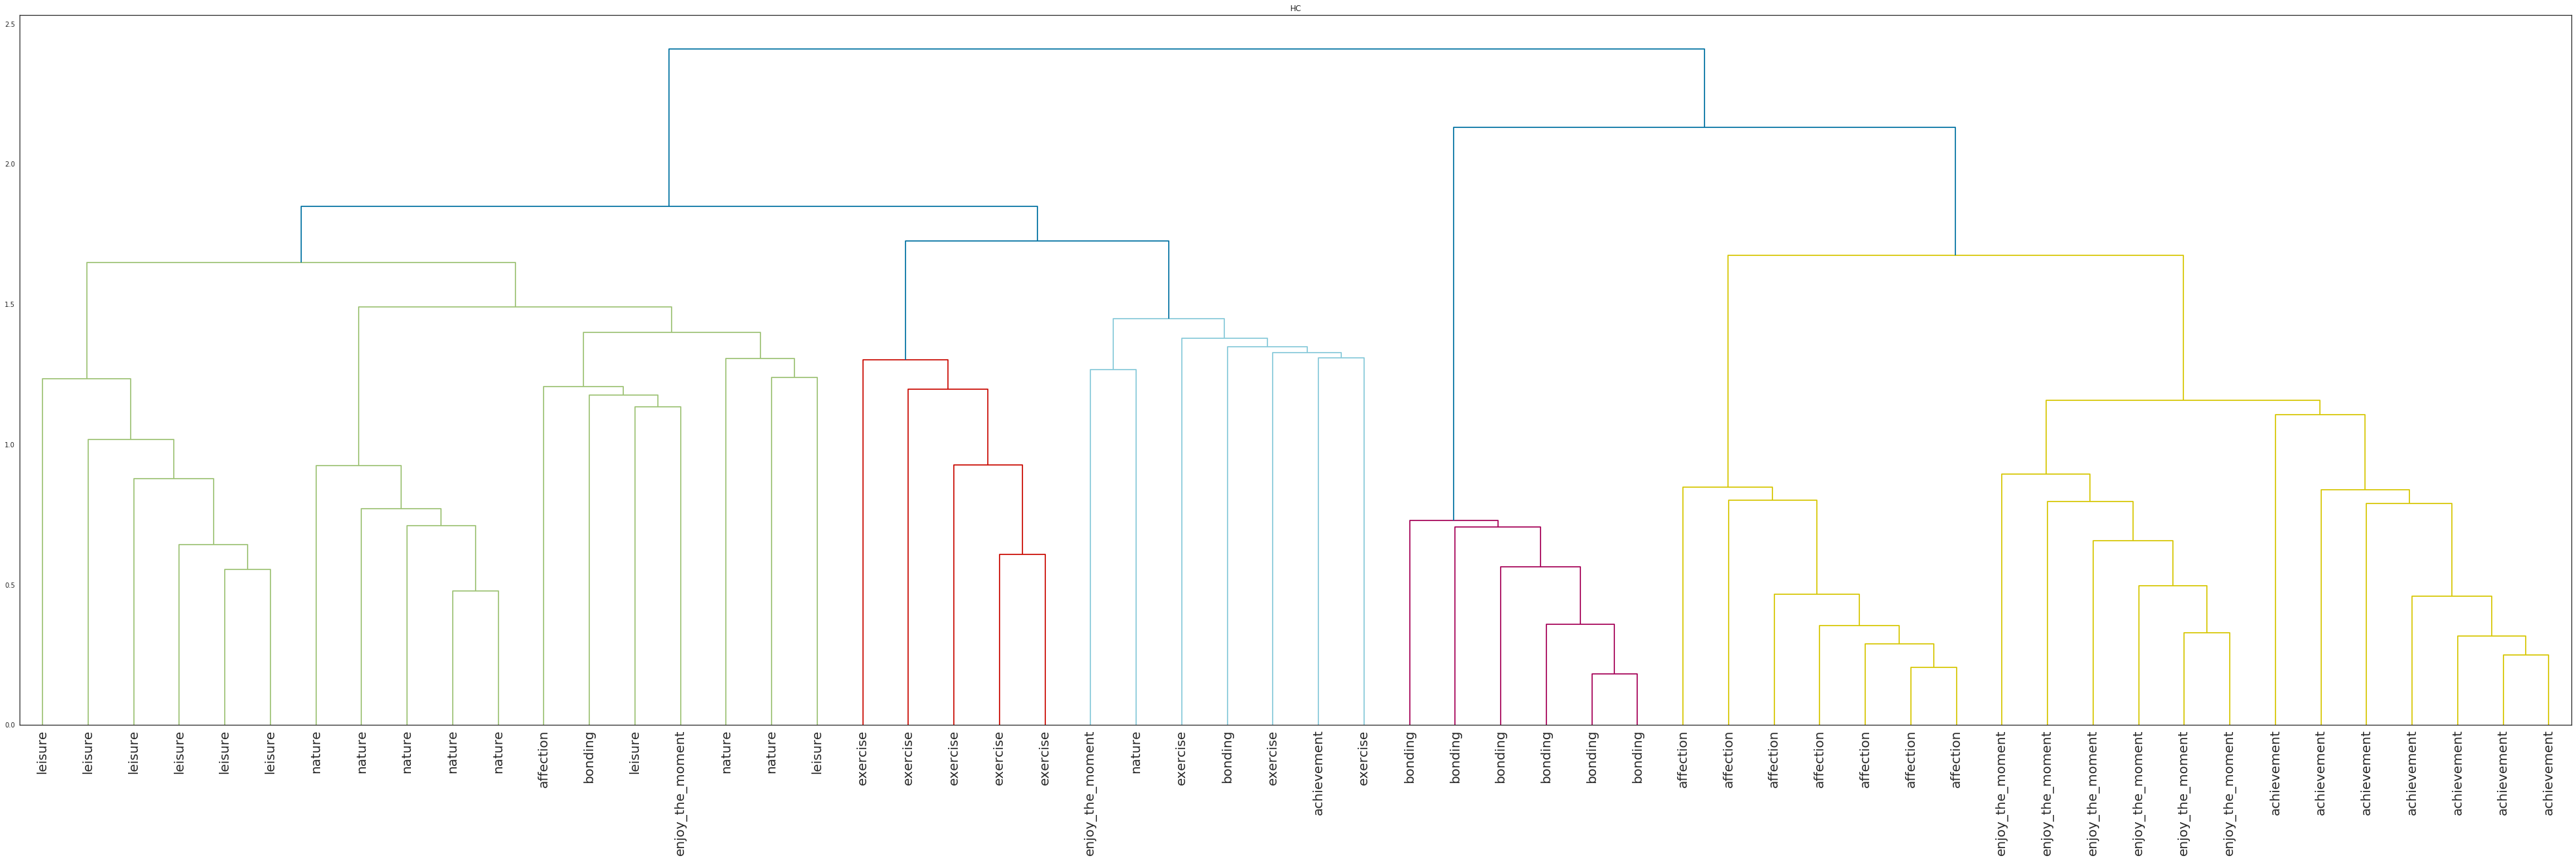 HC
2.5
2.0
1.5
1.0
0.5
0.0
leisure
leisure
leisure
leisure
leisure
leisure
nature
nature
nature
nature
nature
affection
bonding
leisure
enjoy_the_moment
nature
nature
leisure
exercise
exercise
exercise
exercise
exercise
enjoy_the_moment
nature
exercise
bonding
exercise
achievement
exercise
bonding
bonding
bonding
bonding
bonding
bonding
affection
affection
affection
affection
affection
affection
affection
enjoy_the_moment
enjoy_the_moment
enjoy_the_moment
enjoy_the_moment
enjoy_the_moment
enjoy_the_moment
achievement
achievement
achievement
achievement
achievement
achievement
achievement